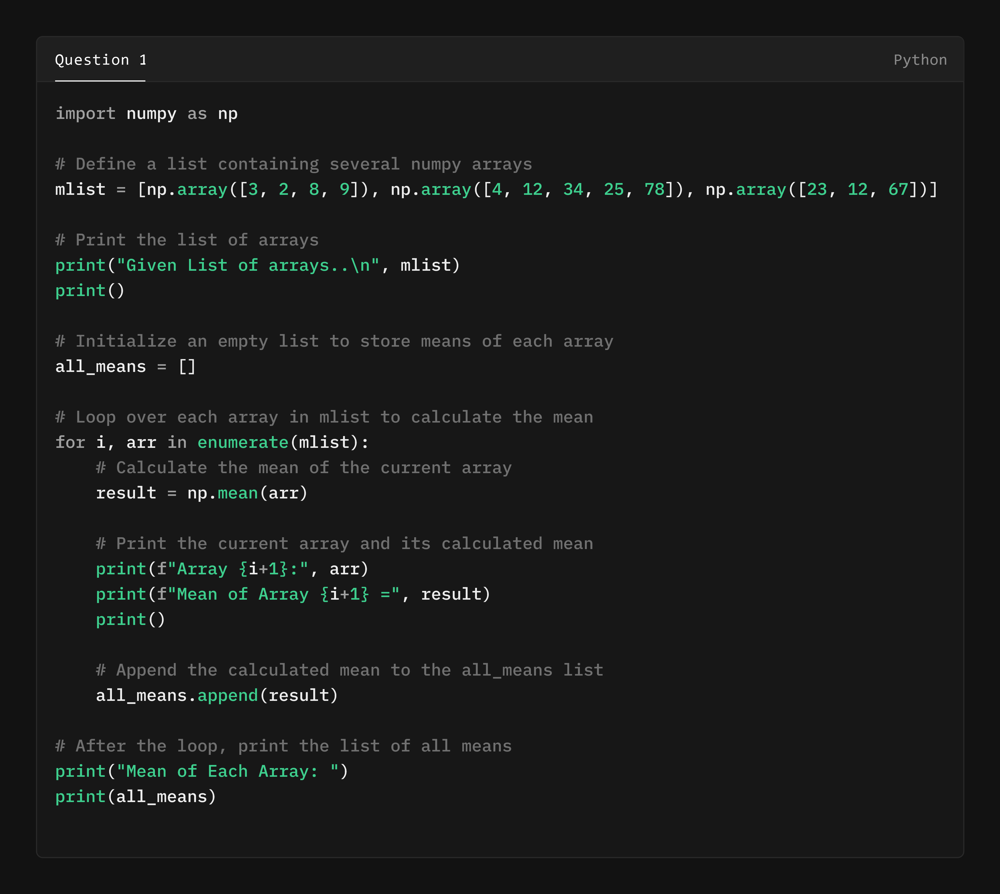 Question 1
Python
import numpy as np
# Define a list containing several numpy arrays
mlist = [np.array([3, 2, 8, 9]), np.array([4, 12, 34, 25, 78]), np.array([23, 12, 67])]
# Print the list of arrays
print("Given List of arrays..\n", mlist)
print()
# Initialize an empty list to store means of each array
all_means = []
# Loop over each array in mlist to calculate the mean
for i, arr in enumerate(mlist):
    # Calculate the mean of the current array
    result = np.mean(arr)
    # Print the current array and its calculated mean
    print(f"Array {i+1}:", arr)
    print(f"Mean of Array {i+1} =", result)
    print()
    # Append the calculated mean to the all_means list
    all_means.append(result)
# After the loop, print the list of all means
print("Mean of Each Array: ")
print(all_means)